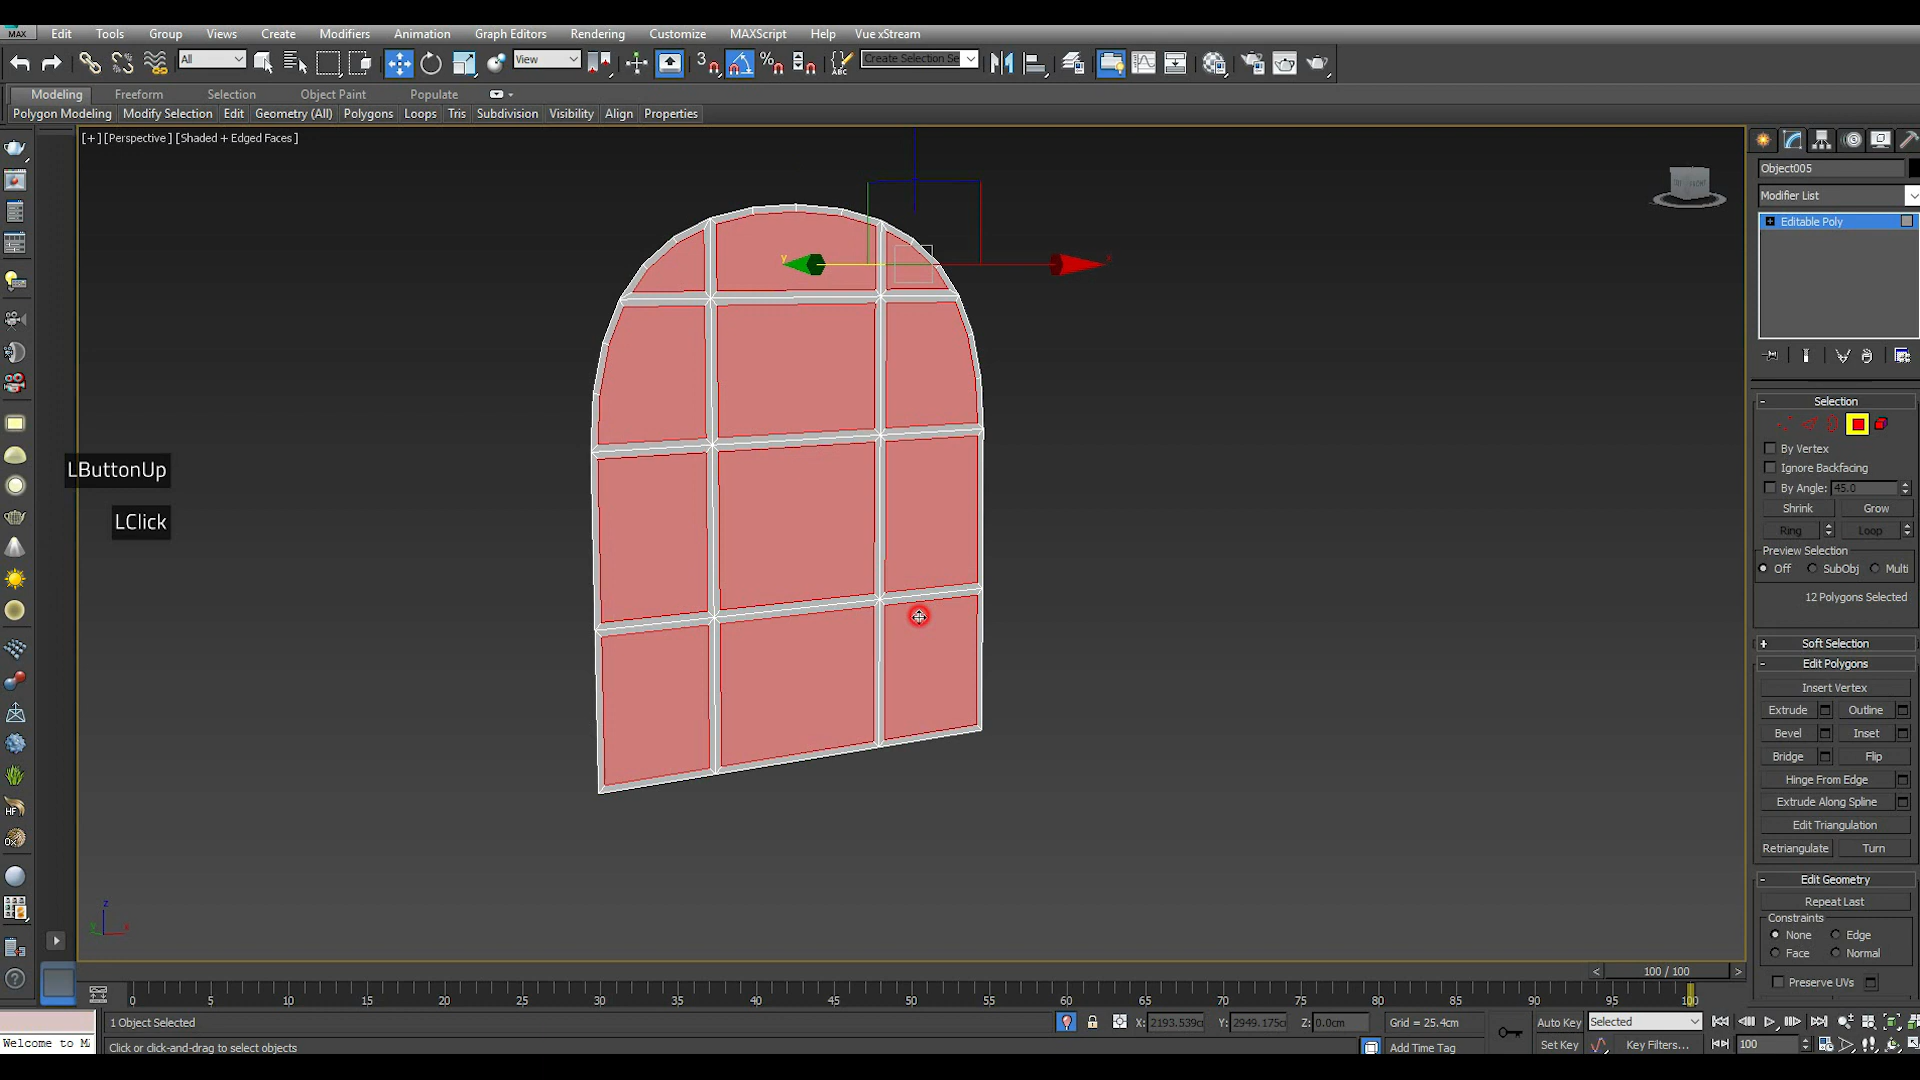 MAX Edit Tools Group Views Create Modifiers Animation Graph Editors Rendering Customize MAXScript Help Vue xStream
All View 3 Create Selection Se
Modeling Freeform Selection Object Paint Populate
Polygon Modeling Modify Selection Edit Geometry (All) Polygons Loops Tris Subdivision Visibility Align Properties
[+] [Perspective] [Shaded + Edged Faces]
Object005
Modifier List
Editable Poly
y
x
LButtonUp
LClick
Selection
By Vertex
Ignore Backfacing
By Angle: 45.0
Shrink Grow
Ring Loop
Preview Selection
Off SubObj Multi
12 Polygons Selected
Soft Selection
Edit Polygons
Insert Vertex
Extrude Outline
Bevel Inset
Bridge Flip
Hinge From Edge
Extrude Along Spline
Edit Triangulation
Retriangulate Turn
Edit Geometry
Repeat Last
Constraints
None Edge
Face Normal
Preserve UVs
z
y x
100 / 100
0 5 10 15 20 25 30 35 40 45 50 55 60 65 70 75 80 85 90 95 100
1 Object Selected X: 2193.539c Y: 2949.175c Z: 0.0cm Grid = 25.4cm Auto Key Selected
Welcome to Click or click-and-drag to select objects Add Time Tag Set Key Key Filters... 100